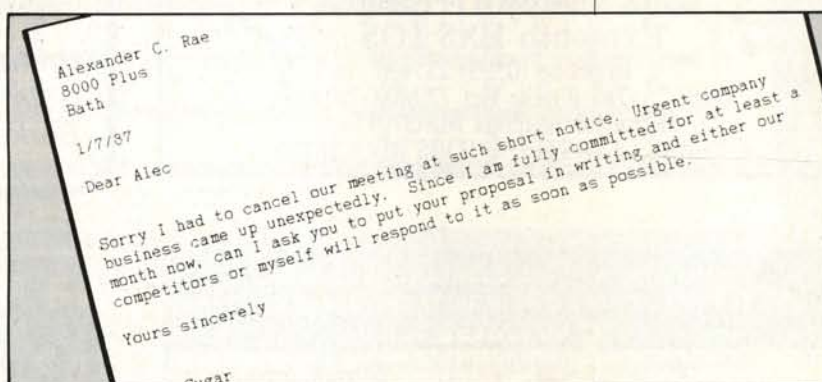 Alexander C. Rae
8000 Plus
Bath
1/7/87
Dear Alec
Sorry I had to cancel our meeting at such short notice. Urgent company
business came up unexpectedly. Since I am fully committed for at least a
month now, can I ask you to put your proposal in writing and either our
competitors or myself will respond to it as soon as possible.
Yours sincerely
Sugar